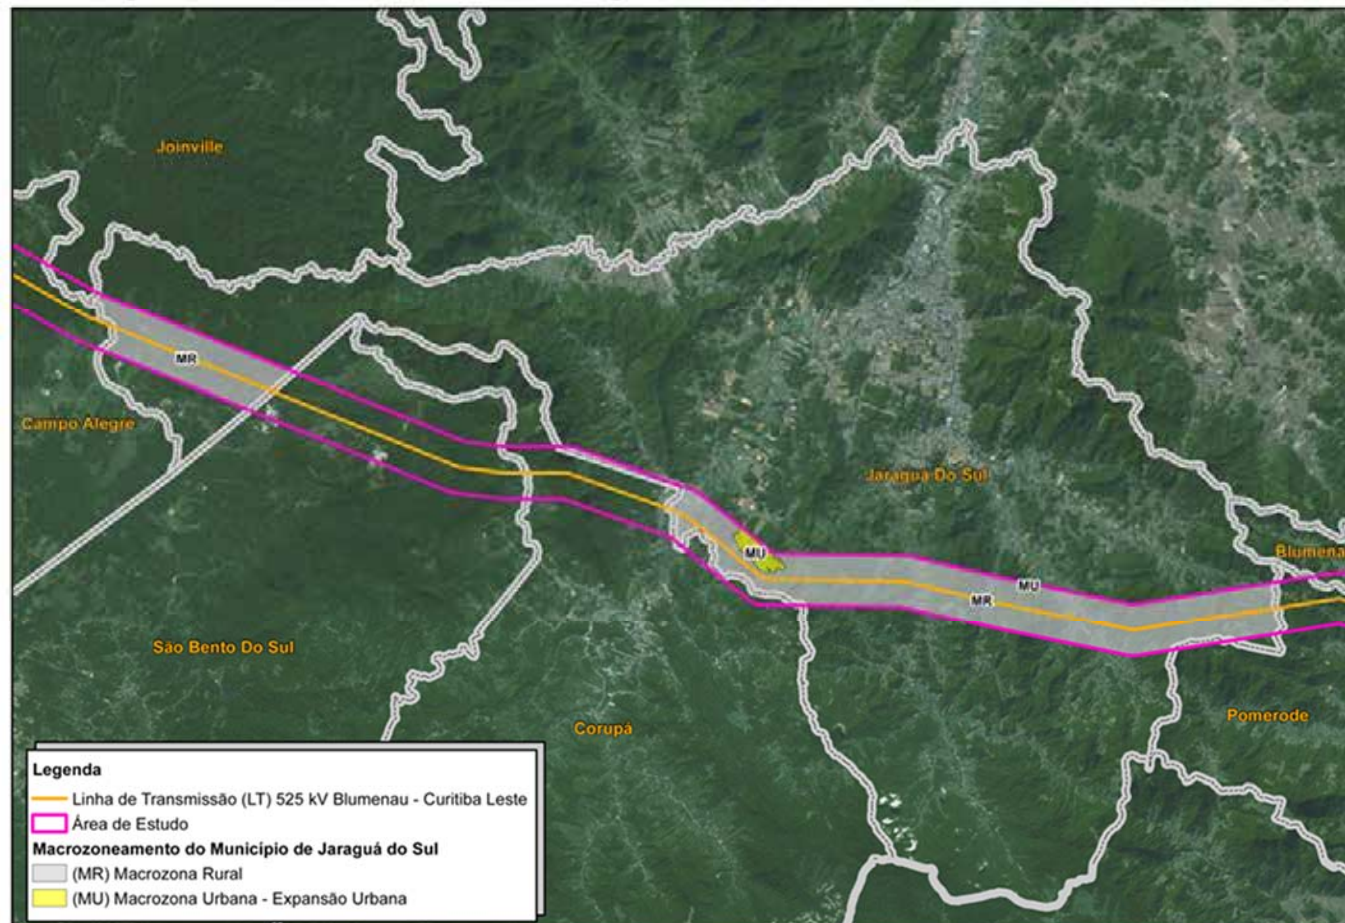 Joinville
MR
Campo Alegre
Jaraguá Do Sul
MU
Blumena
MU
MR
São Bento Do Sul
Corupá
Pomerode
Legenda
Linha de Transmissão (LT) 525 kV Blumenau - Curitiba Leste
Área de Estudo
Macrozoneamento do Município de Jaraguá do Sul
(MR) Macrozona Rural
(MU) Macrozona Urbana - Expansão Urbana